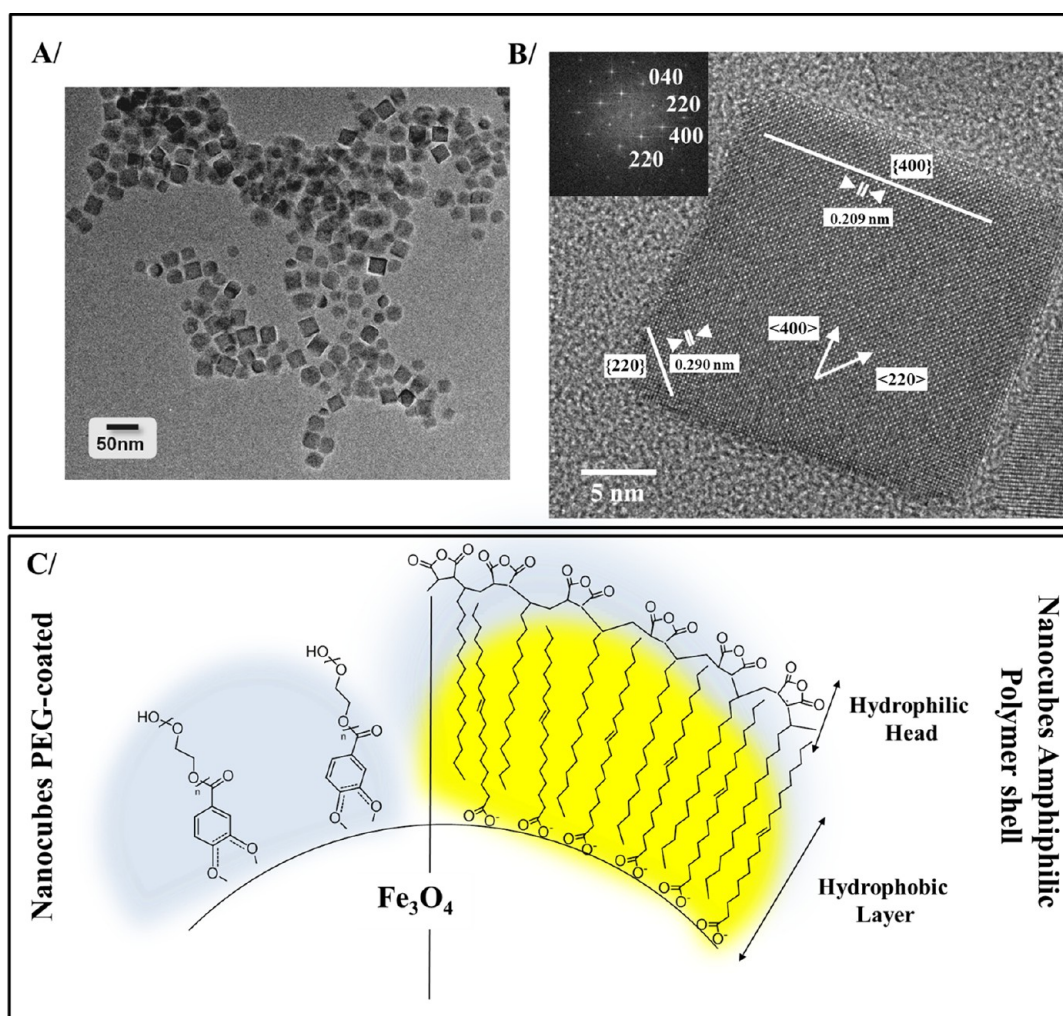 A/
50nm
B/
040
220
400
220
{400}
0.209 nm
{220}
0.290 nm
<400>
<220>
5 nm
C/
Nanocubes PEG-coated
HO
O
O
n
O
O
O
HO
O
O
n
O
O
O
Fe3O4
O O O
O O O
O O O
O O O
O O O
O O O
O O O
O O-
O O-
O O-
O O-
O O-
O O-
Hydrophilic
Head
Hydrophobic
Layer
Nanocubes Amphiphilic
Polymer shell